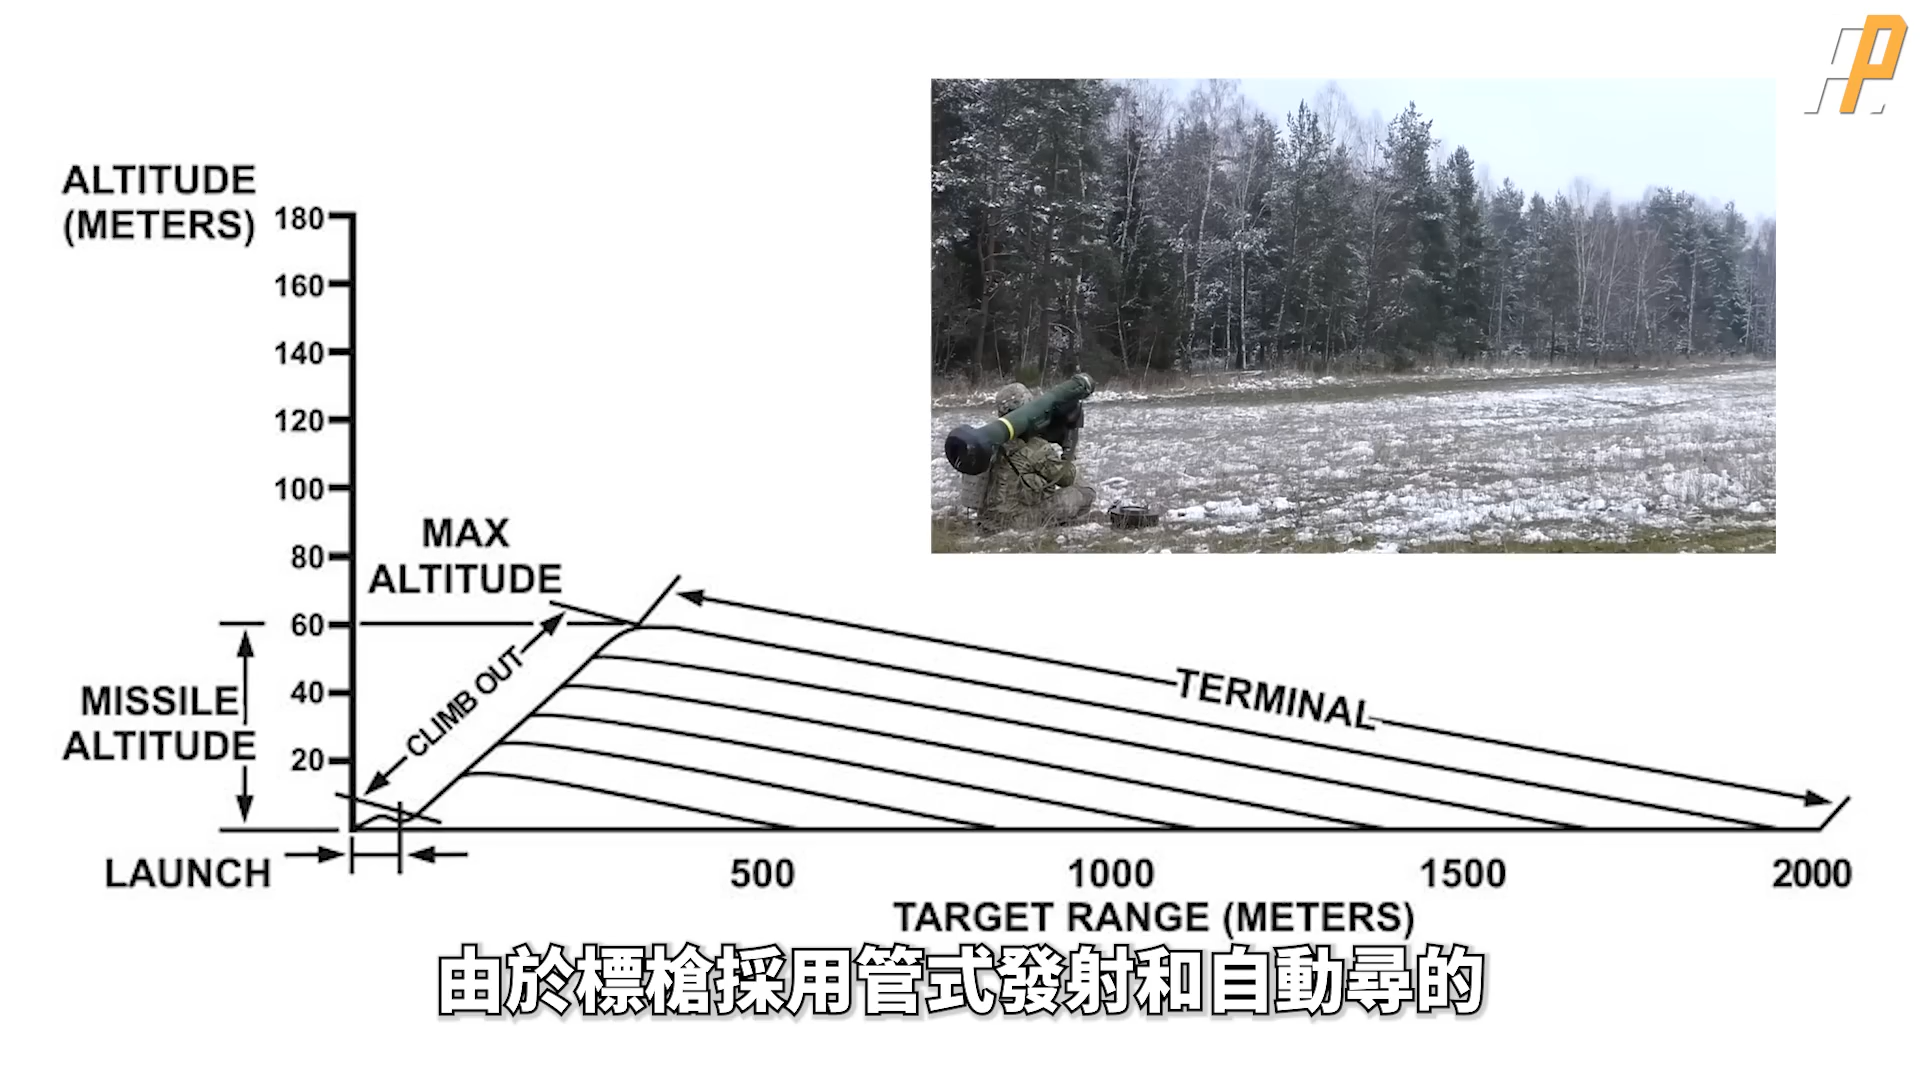 HP
ALTITUDE
(METERS)
180
160
140
120
100
80
60
40
20
MAX
ALTITUDE
CLIMB OUT
TERMINAL
MISSILE
ALTITUDE
LAUNCH
500 1000 1500 2000
TARGET RANGE (METERS)
由於標槍採用管式發射和自動尋的